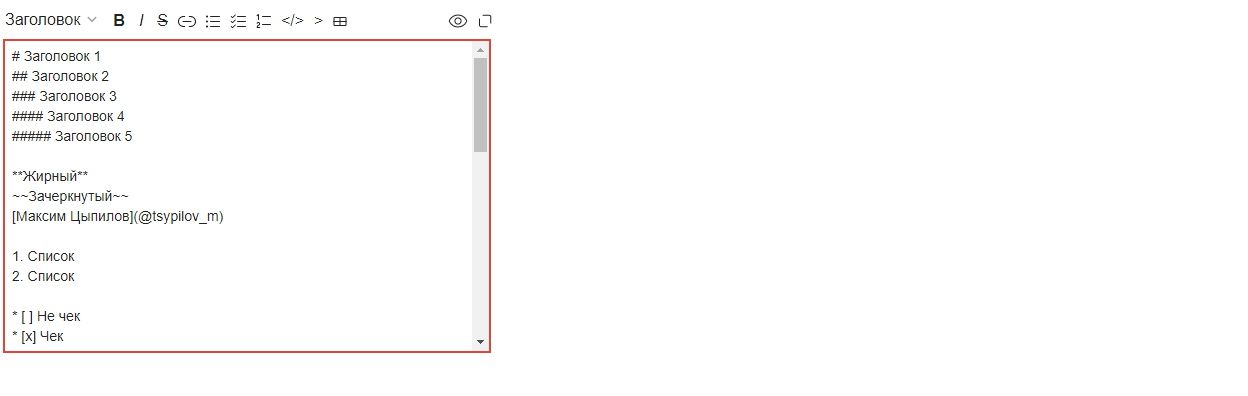 Заголовок B I S </> >
# Заголовок 1
## Заголовок 2
### Заголовок 3
#### Заголовок 4
##### Заголовок 5
**Жирный**
~~Зачеркнутый~~
[Максим Цыпилов](@tsypilov_m)
1. Список
2. Список
* [ ] Не чек
* [x] Чек